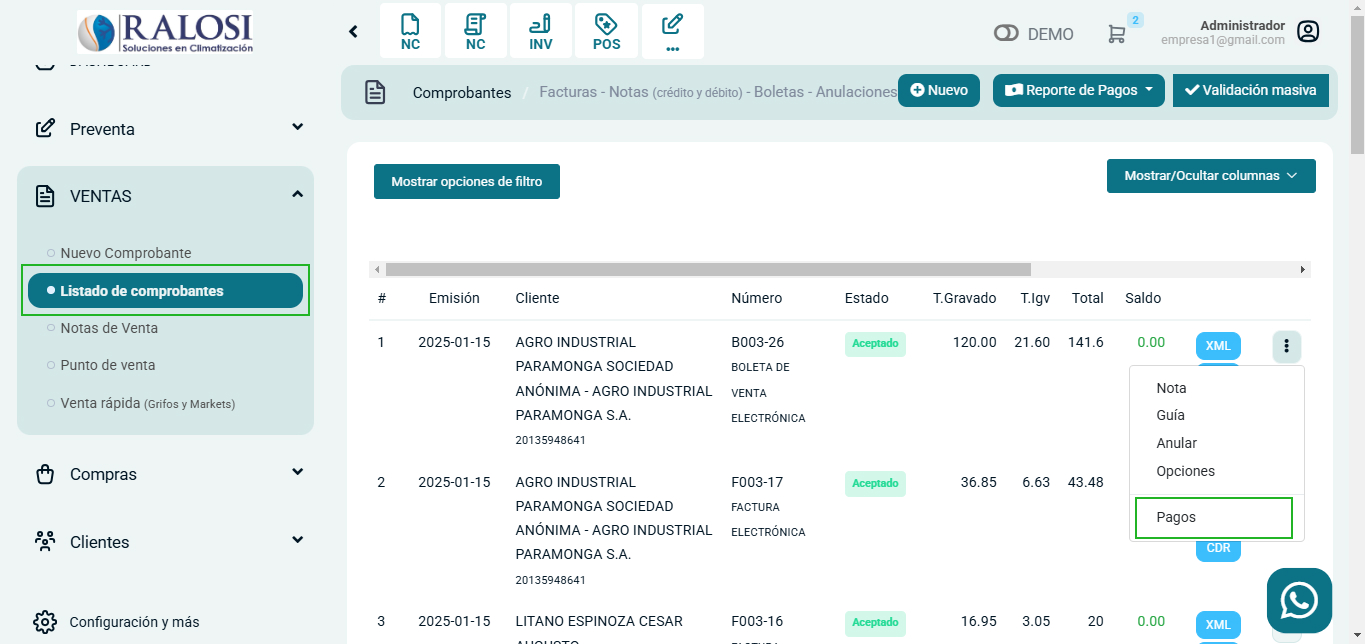 RALOSI
Soluciones en Climatización
NC
NC
INV
POS
...
DEMO
2
Administrador
empresa1@gmail.com
DASHBOARD
Preventa
VENTAS
Nuevo Comprobante
Listado de comprobantes
Notas de Venta
Punto de venta
Venta rápida (Grifos y Markets)
Compras
Clientes
Configuración y más
Comprobantes / Facturas - Notas (crédito y débito) - Boletas - Anulaciones
Nuevo
Reporte de Pagos
Validación masiva
Mostrar opciones de filtro
Mostrar/Ocultar columnas
# Emisión Cliente Número Estado T.Gravado T.Igv Total Saldo
1 2025-01-15 AGRO INDUSTRIAL B003-26 Aceptado 120.00 21.60 141.6 0.00 XML
PARAMONGA SOCIEDAD BOLETA DE
ANÓNIMA - AGRO INDUSTRIAL VENTA
PARAMONGA S.A. ELECTRÓNICA
20135948641
Nota
Guía
Anular
Opciones
Pagos
2 2025-01-15 AGRO INDUSTRIAL F003-17 Aceptado 36.85 6.63 43.48
PARAMONGA SOCIEDAD FACTURA
ANÓNIMA - AGRO INDUSTRIAL ELECTRÓNICA
PARAMONGA S.A. CDR
20135948641
3 2025-01-15 LITANO ESPINOZA CESAR F003-16 Aceptado 16.95 3.05 20 0.00 XML
AUGUSTO FACTURA